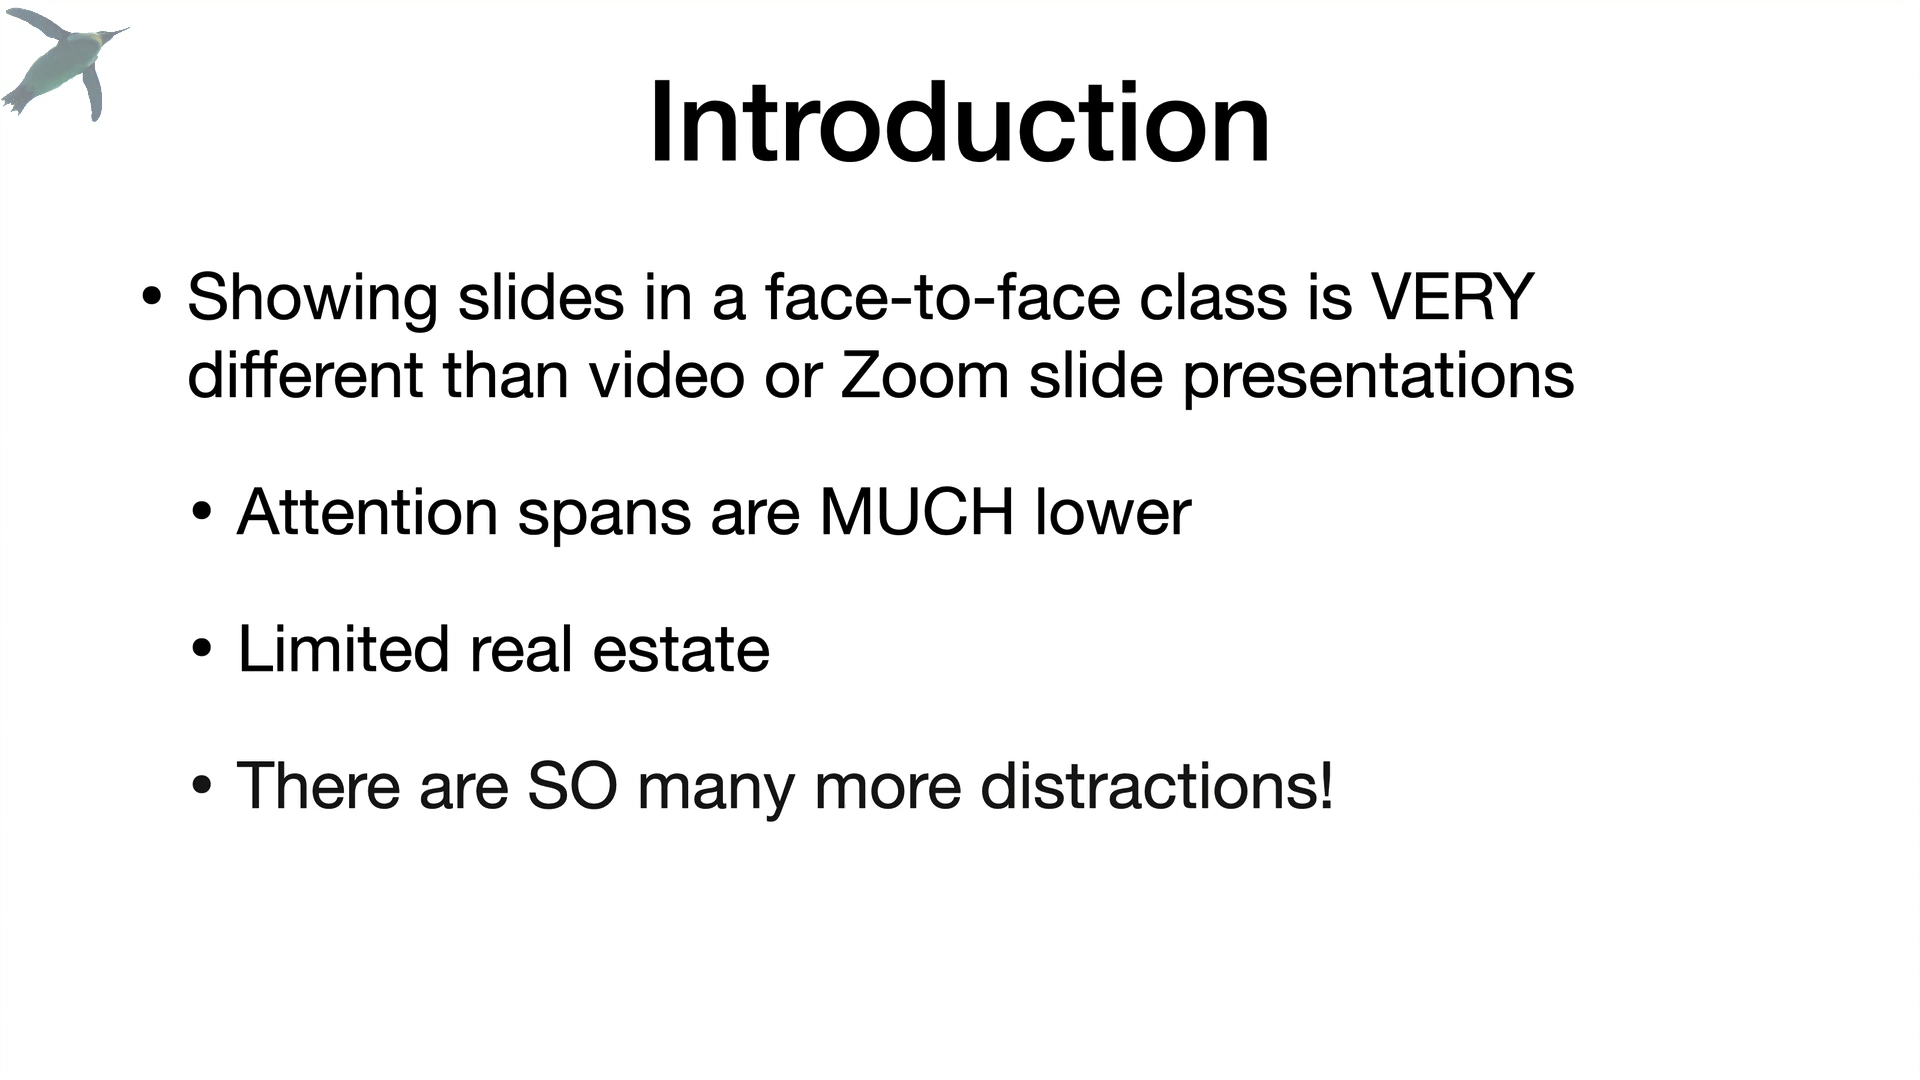 Introduction
• Showing slides in a face-to-face class is VERY
different than video or Zoom slide presentations
• Attention spans are MUCH lower
• Limited real estate
• There are SO many more distractions!